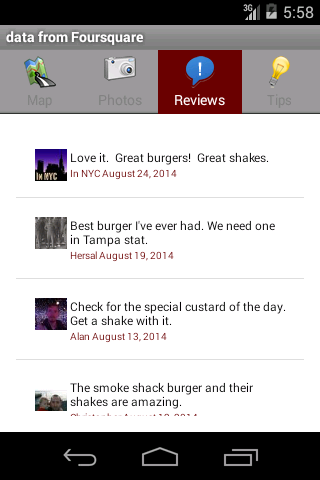 3G 5:58
data from Foursquare
Map Photos Reviews Tips
In NYC
Love it.  Great burgers!  Great shakes.
In NYC August 24, 2014
Best burger I've ever had. We need one
in Tampa stat.
Hersal August 19, 2014
Check for the special custard of the day.
Get a shake with it.
Alan August 13, 2014
The smoke shack burger and their
shakes are amazing.